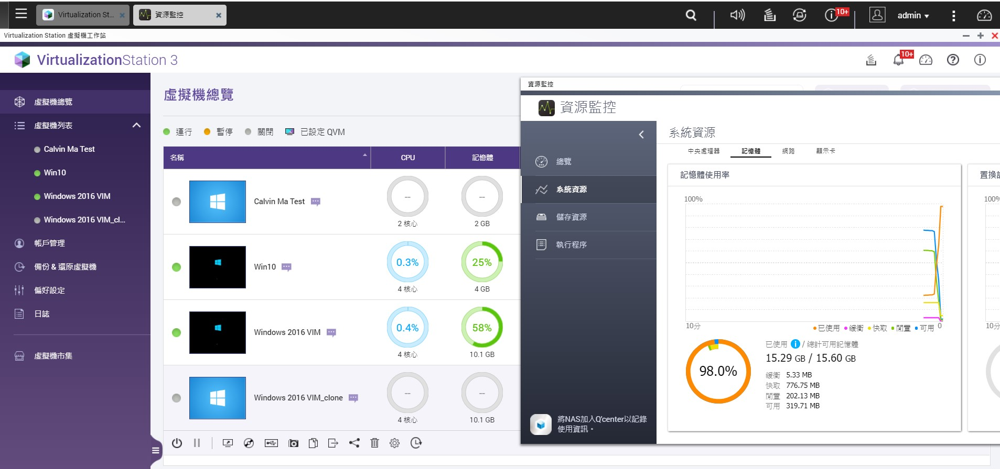 Virtualization St...
資源監控
10+
admin
Virtualization Station 虛擬機工作站
VirtualizationStation 3
10+
虛擬機總覽
虛擬機列表
Calvin Ma Test
Win10
Windows 2016 VIM
Windows 2016 VIM_cl...
帳戶管理
備份 & 還原虛擬機
偏好設定
日誌
虛擬機市集
虛擬機總覽
運行
暫停
關閉
已設定 QVM
名稱
CPU
記憶體
Calvin Ma Test
--
2 核心
--
2 GB
Win10
0.3%
4 核心
25%
4 GB
Windows 2016 VIM
0.4%
4 核心
58%
10.1 GB
Windows 2016 VIM_clone
--
4 核心
--
10.1 GB
資源監控
資源監控
總覽
系統資源
儲存資源
執行程序
將NAS加入Q'center以記錄
使用資訊。
系統資源
中央處理器
記憶體
網路
顯示卡
記憶體使用率
100%
10分
0
已使用
緩衝
快取
閒置
可用
98.0%
已使用 / 總計可用記憶體
15.29 GB / 15.60 GB
緩衝 5.33 MB
快取 776.75 MB
閒置 202.13 MB
可用 319.71 MB
置換
100%
10分